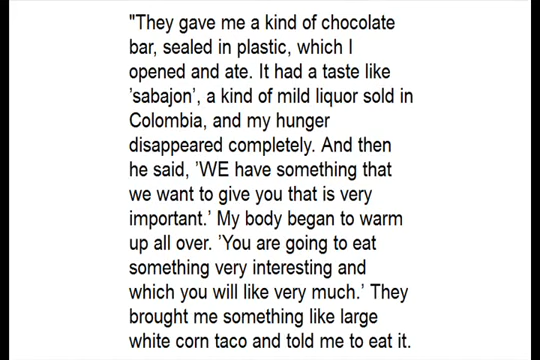 "They gave me a kind of chocolate
bar, sealed in plastic, which I
opened and ate. It had a taste like
’sabajon’, a kind of mild liquor sold in
Colombia, and my hunger
disappeared completely. And then
he said, ’WE have something that
we want to give you that is very
important.’ My body began to warm
up all over. ’You are going to eat
something very interesting and
which you will like very much.’ They
brought me something like large
white corn taco and told me to eat it.